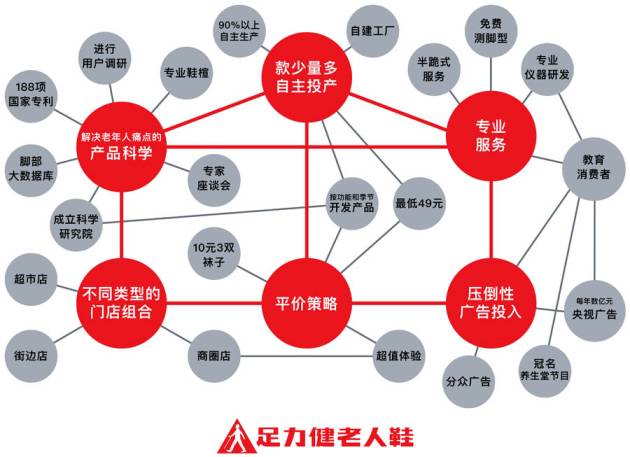 90%以上
自主生产
自建工厂
免费
测脚型
进行
用户调研
专业鞋楦
款少量多
自主投产
半跪式
服务
专业
仪器研发
188项
国家专利
解决老年人痛点的
产品科学
专业
服务
教育
消费者
脚部
大数据库
专家
座谈会
成立科学
研究院
按功能和季节
开发产品
最低49元
10元3双
袜子
超市店
不同类型的
门店组合
平价策略
压倒性
广告投入
每年数亿元
央视广告
街边店
商圈店
超值体验
分众广告
冠名
养生堂节目
足力健老人鞋